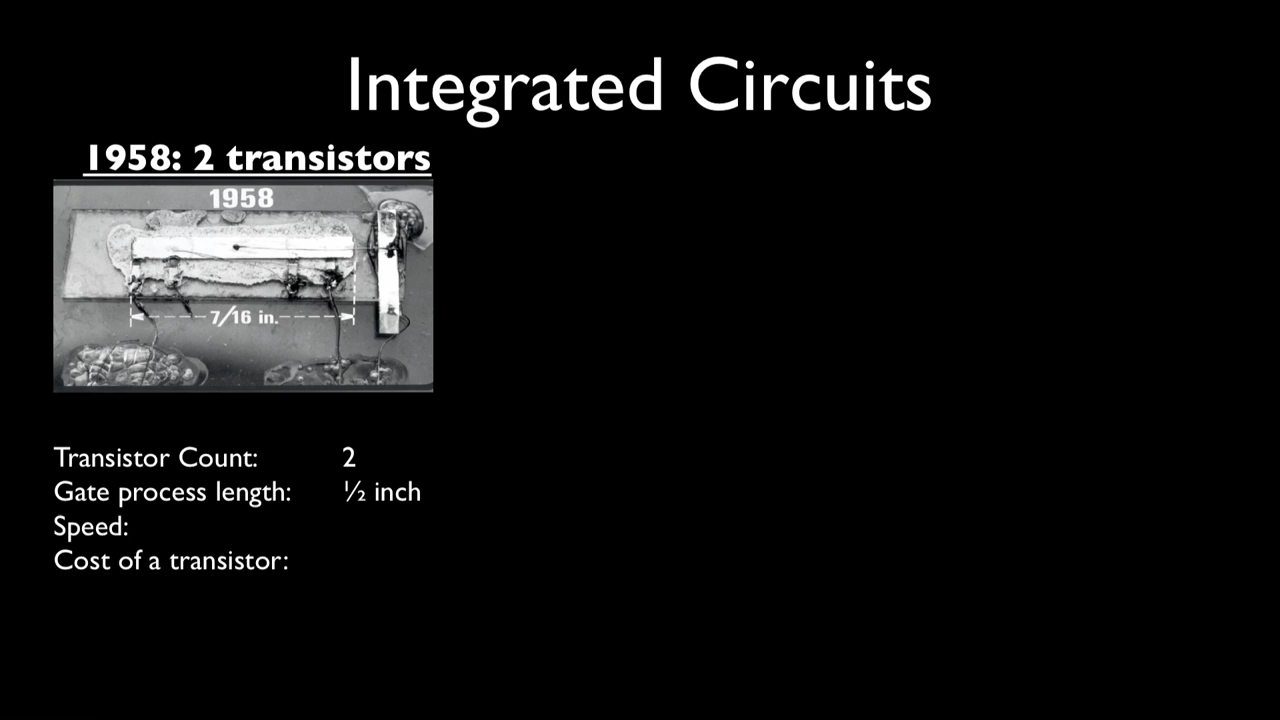 Integrated Circuits
1958: 2 transistors
1958
7/16 in.
Transistor Count: 2
Gate process length: ½ inch
Speed:
Cost of a transistor: